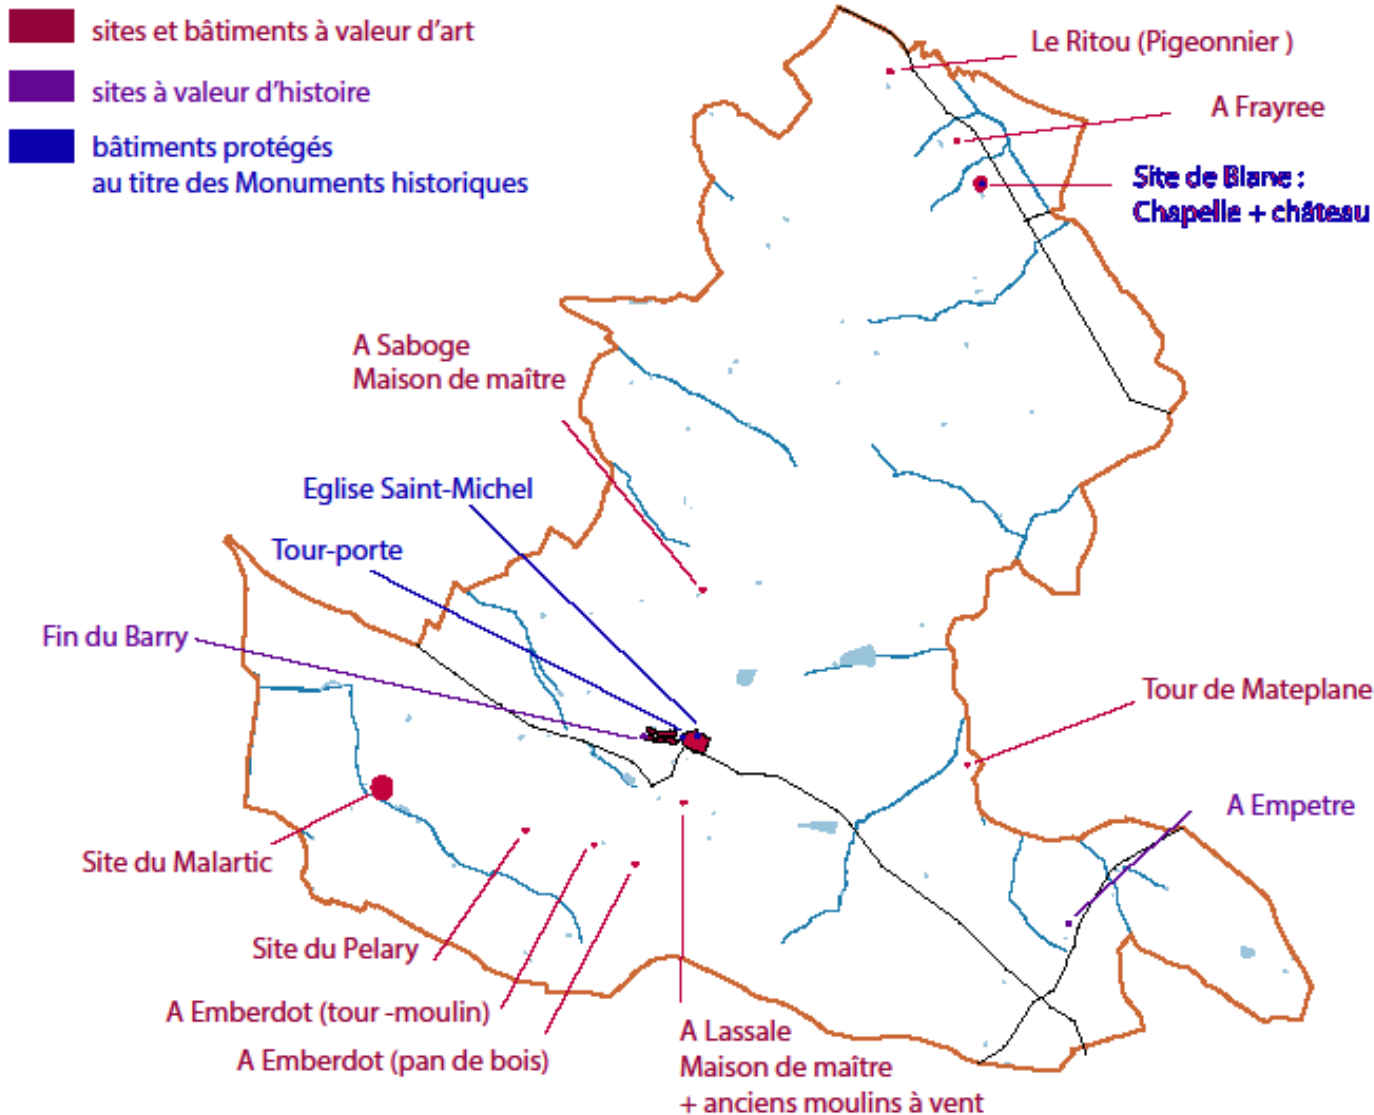 sites et bâtiments à valeur d'art
sites à valeur d'histoire
bâtiments protégés
au titre des Monuments historiques
Le Ritou (Pigeonnier )
A Frayree
Site de Blane :
Chapelle + château
A Saboge
Maison de maître
Eglise Saint-Michel
Tour-porte
Fin du Barry
Tour de Mateplane
A Empetre
Site du Malartic
Site du Pelary
A Emberdot (tour -moulin)
A Emberdot (pan de bois)
A Lassale
Maison de maître
+ anciens moulins à vent